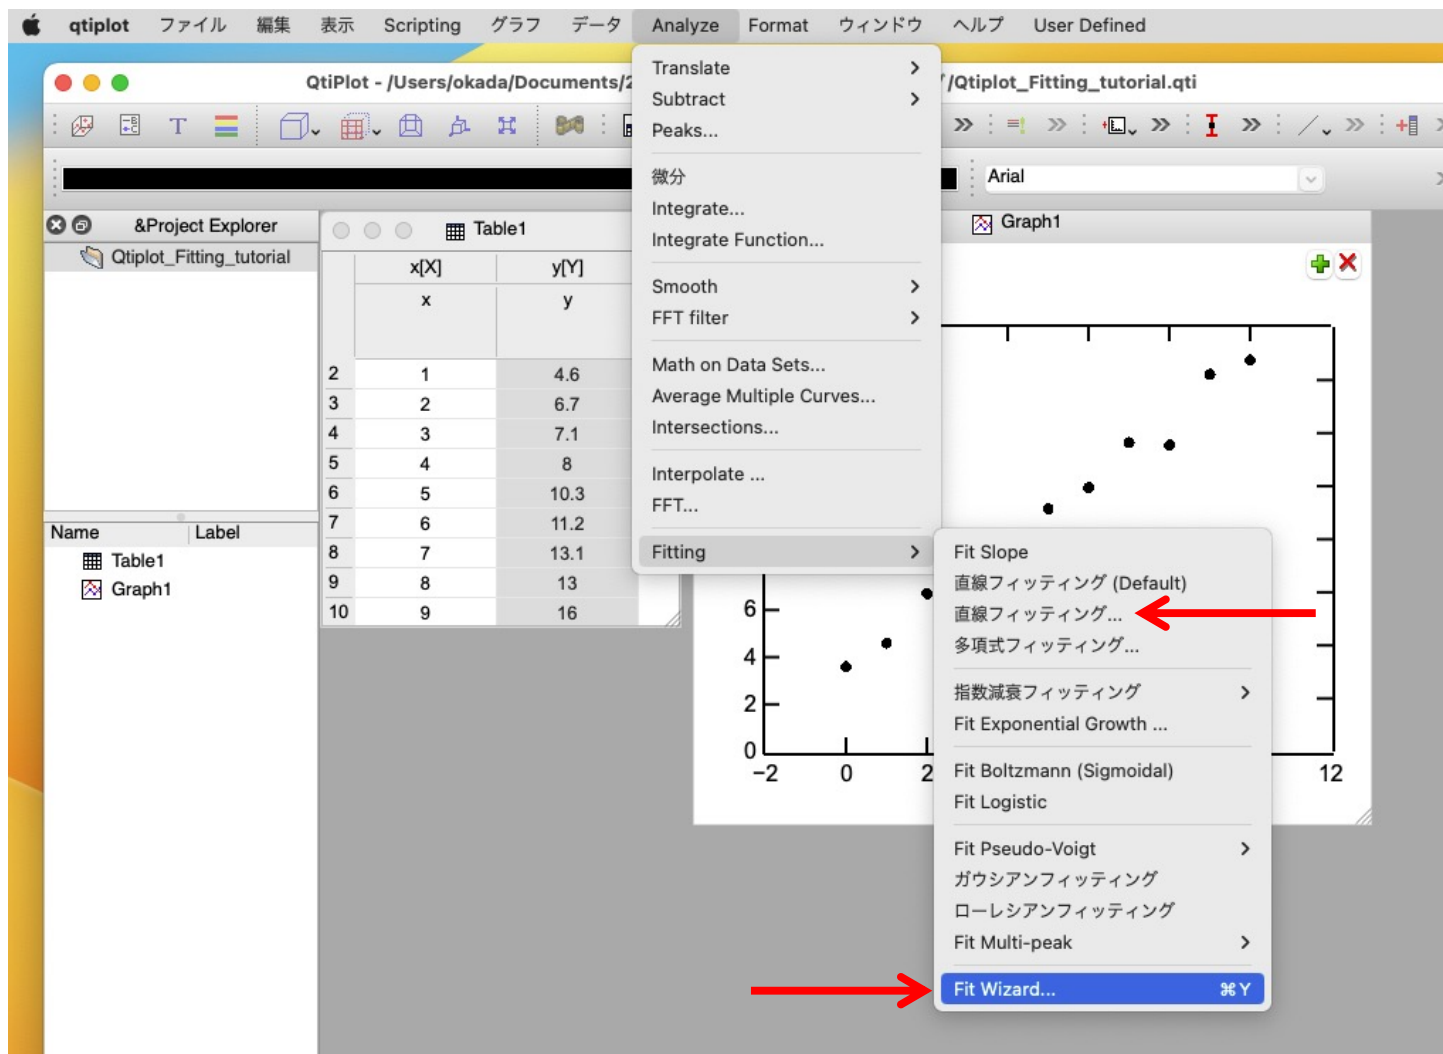 qtiplot ファイル 編集 表示 Scripting グラフ データ Analyze Format ウィンドウ ヘルプ User Defined
QtiPlot - /Users/okada/Documents/2
/Qtiplot_Fitting_tutorial.qti
Arial
&Project Explorer
Qtiplot_Fitting_tutorial
Name Label
Table1
Graph1
Table1
x[X] y[Y]
x y
2 1 4.6
3 2 6.7
4 3 7.1
5 4 8
6 5 10.3
7 6 11.2
8 7 13.1
9 8 13
10 9 16
Translate
Subtract
Peaks...
微分
Integrate...
Integrate Function...
Smooth
FFT filter
Math on Data Sets...
Average Multiple Curves...
Intersections...
Interpolate ...
FFT...
Fitting
Graph1
6
4
2
0
−2 0 2 12
Fit Slope
直線フィッティング (Default)
直線フィッティング...
多項式フィッティング...
指数減衰フィッティング
Fit Exponential Growth ...
Fit Boltzmann (Sigmoidal)
Fit Logistic
Fit Pseudo-Voigt
ガウシアンフィッティング
ローレシアンフィッティング
Fit Multi-peak
Fit Wizard... ⌘Y